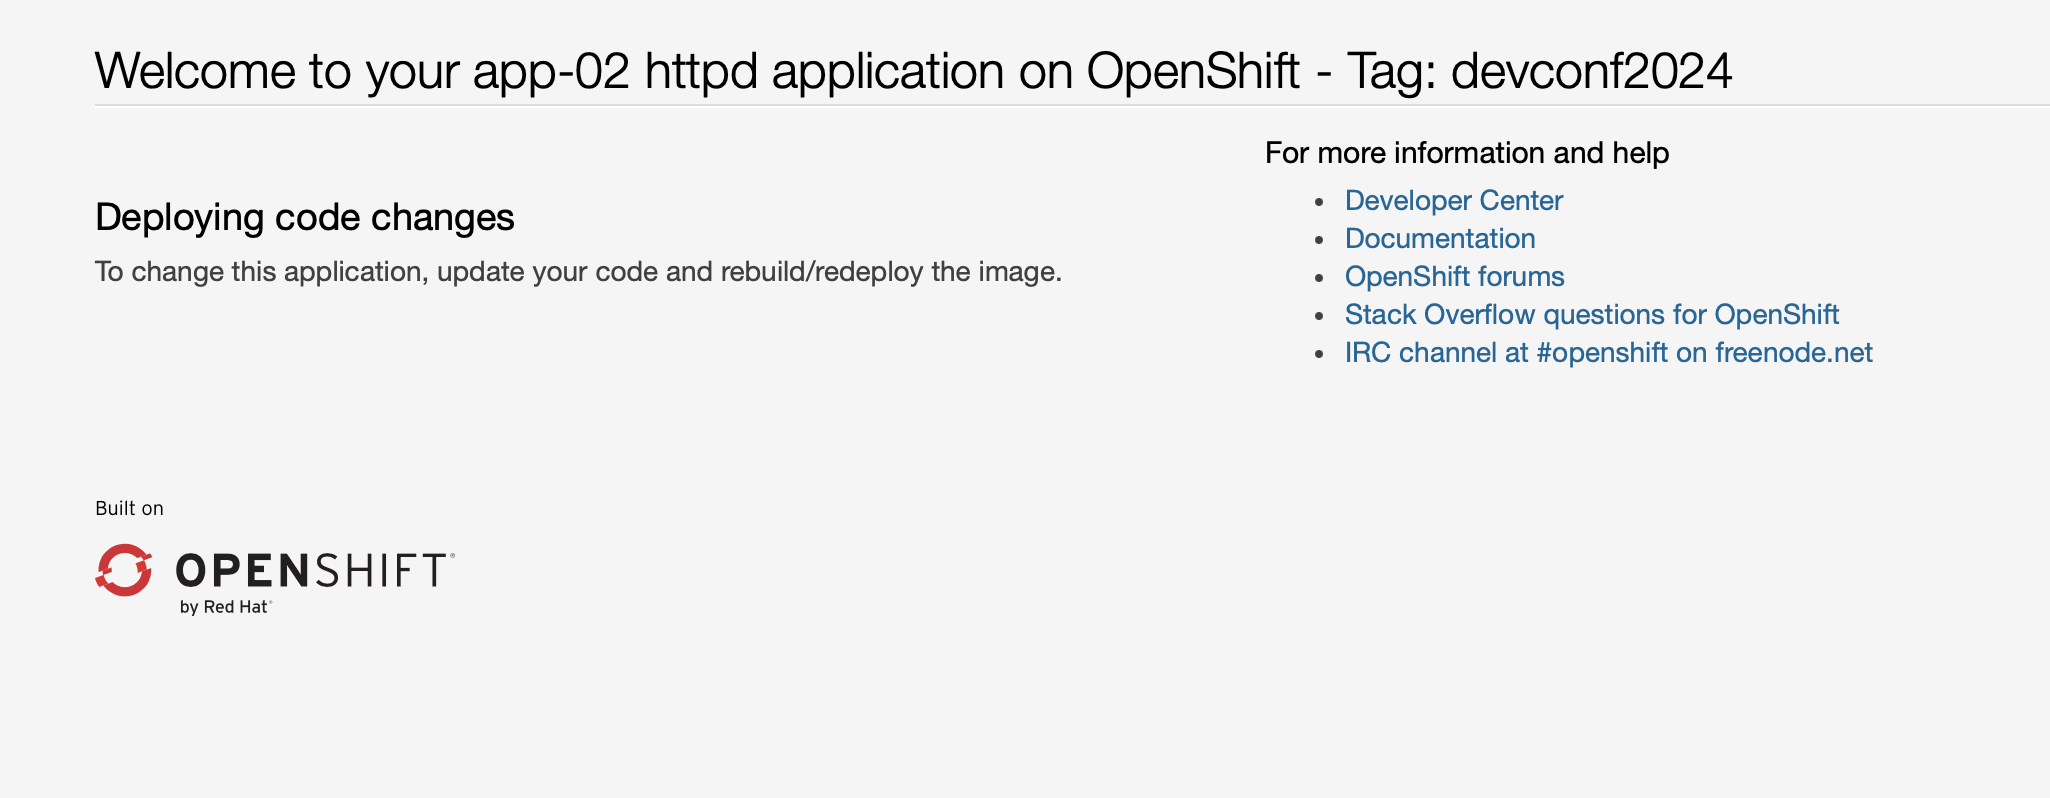 Welcome to your app-02 httpd application on OpenShift - Tag: devconf2024
Deploying code changes
To change this application, update your code and rebuild/redeploy the image.
For more information and help
• Developer Center
• Documentation
• OpenShift forums
• Stack Overflow questions for OpenShift
• IRC channel at #openshift on freenode.net
Built on
OPENSHIFT®
by Red Hat®